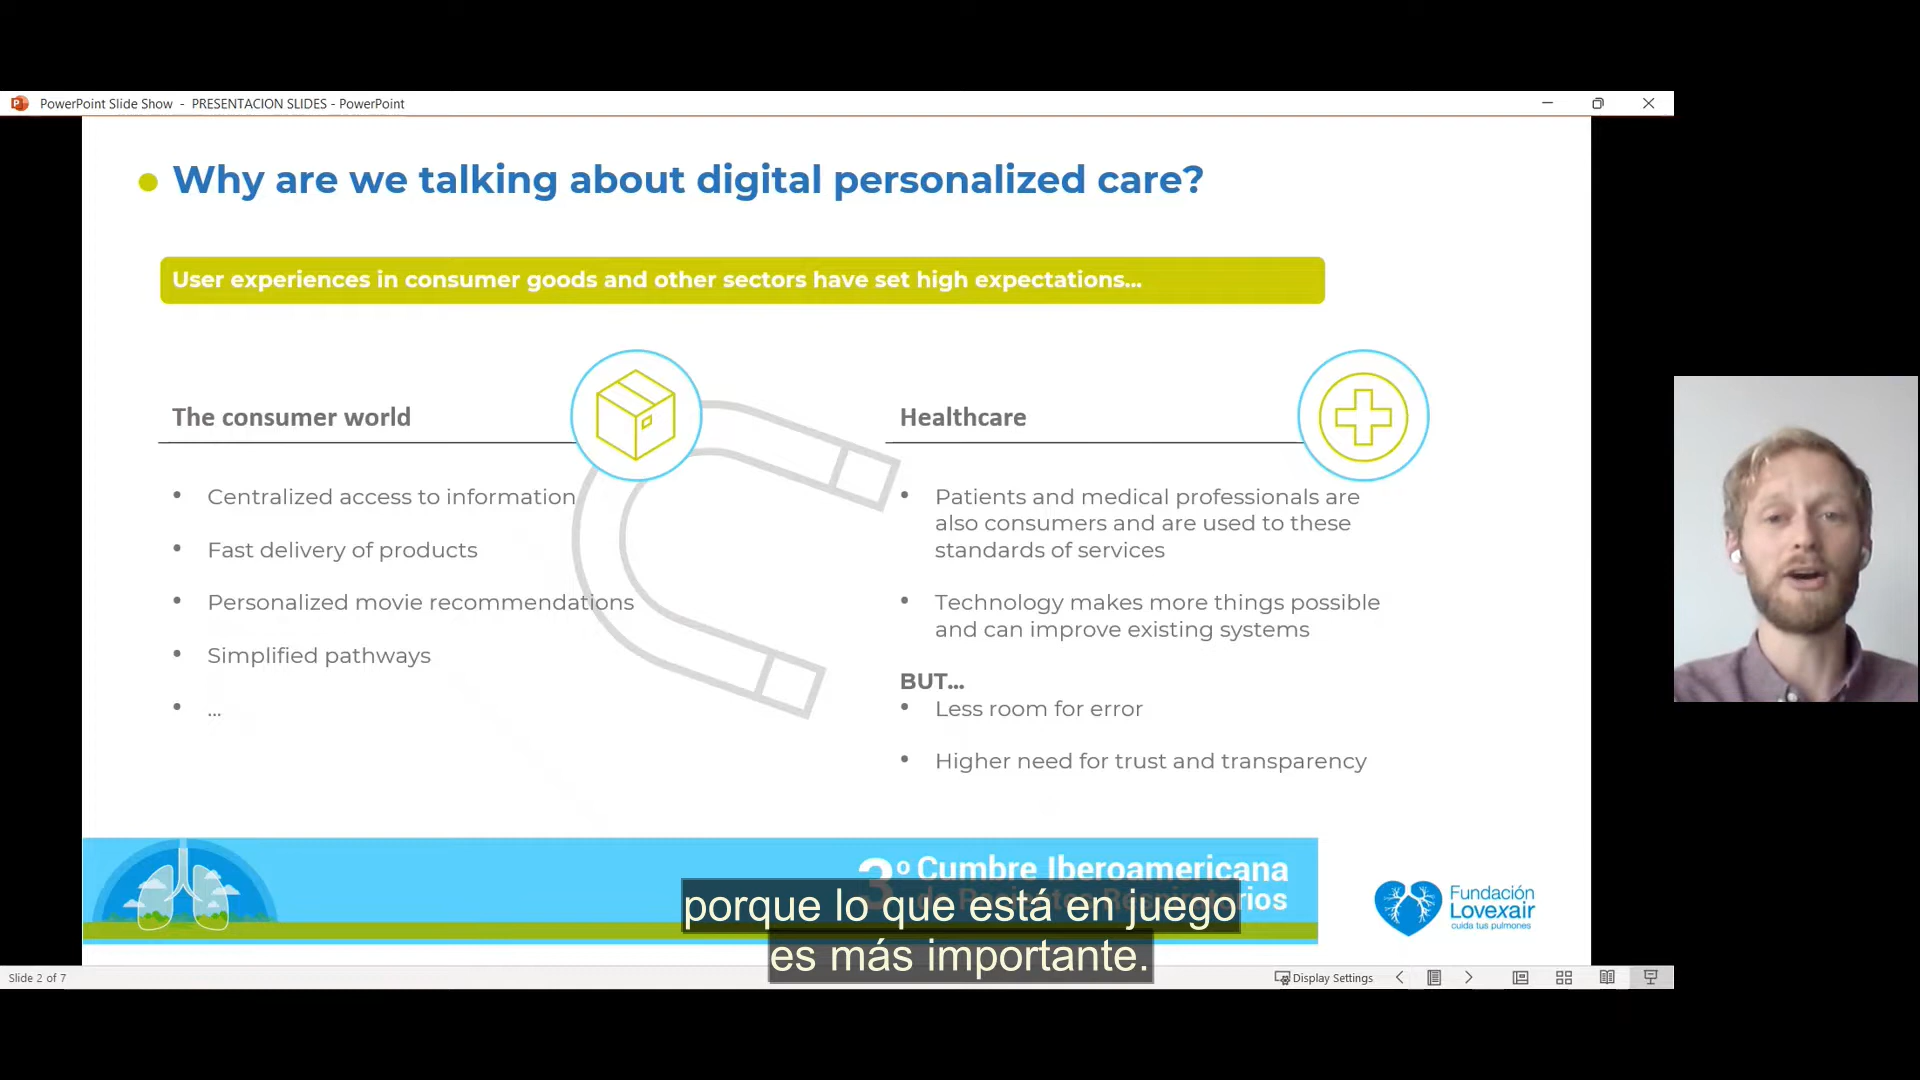 PowerPoint Slide Show - PRESENTACION SLIDES - PowerPoint
Why are we talking about digital personalized care?
User experiences in consumer goods and other sectors have set high expectations...
The consumer world
• Centralized access to information
• Fast delivery of products
• Personalized movie recommendations
• Simplified pathways
• ...
Healthcare
• Patients and medical professionals are
also consumers and are used to these
standards of services
• Technology makes more things possible
and can improve existing systems
BUT...
• Less room for error
• Higher need for trust and transparency
3º Cumbre Iberoamericana
de Pacientes Respiratorios
Fundación
Lovexair
cuida tus pulmones
porque lo que está en juego
es más importante.
Slide 2 of 7
Display Settings